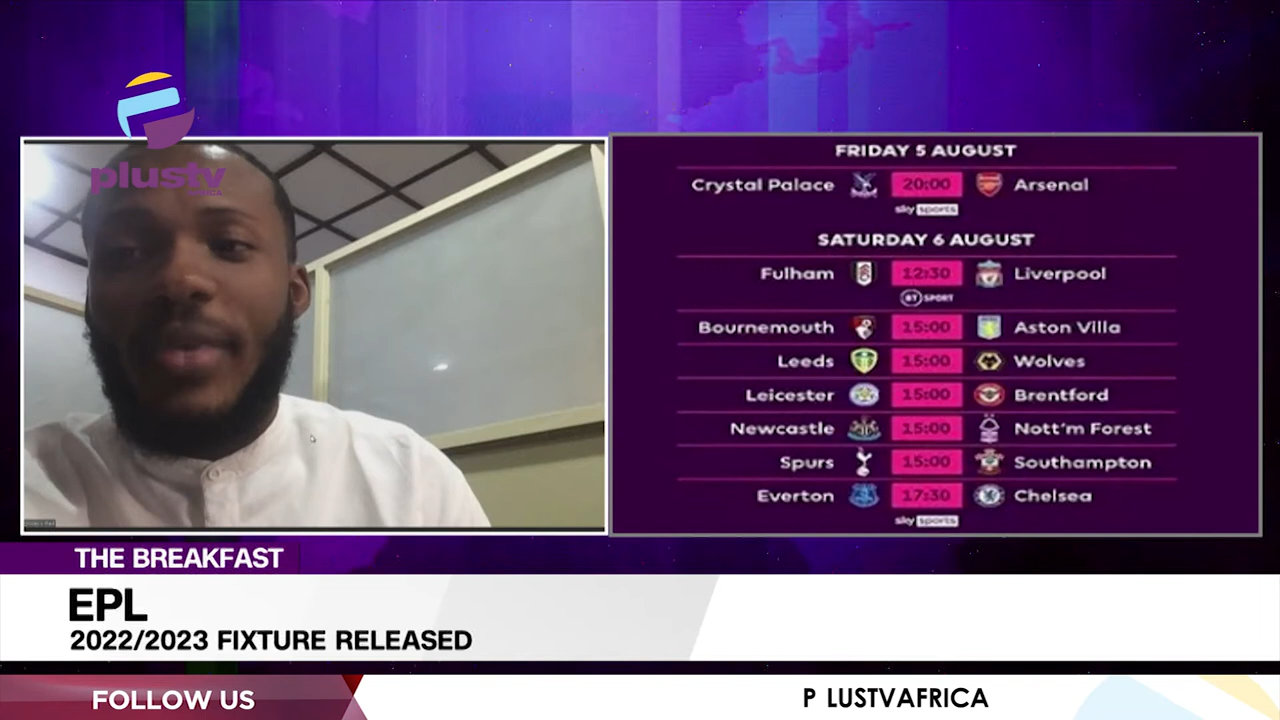 plustv
AFRICA
FRIDAY 5 AUGUST
Crystal Palace 20:00 Arsenal
sky sports
SATURDAY 6 AUGUST
Fulham 12:30 Liverpool
BT SPORT
Bournemouth 15:00 Aston Villa
Leeds 15:00 Wolves
Leicester 15:00 Brentford
Newcastle 15:00 Nott'm Forest
Spurs 15:00 Southampton
Everton 17:30 Chelsea
sky sports
THE BREAKFAST
EPL
2022/2023 FIXTURE RELEASED
FOLLOW US
P LUSTVAFRICA